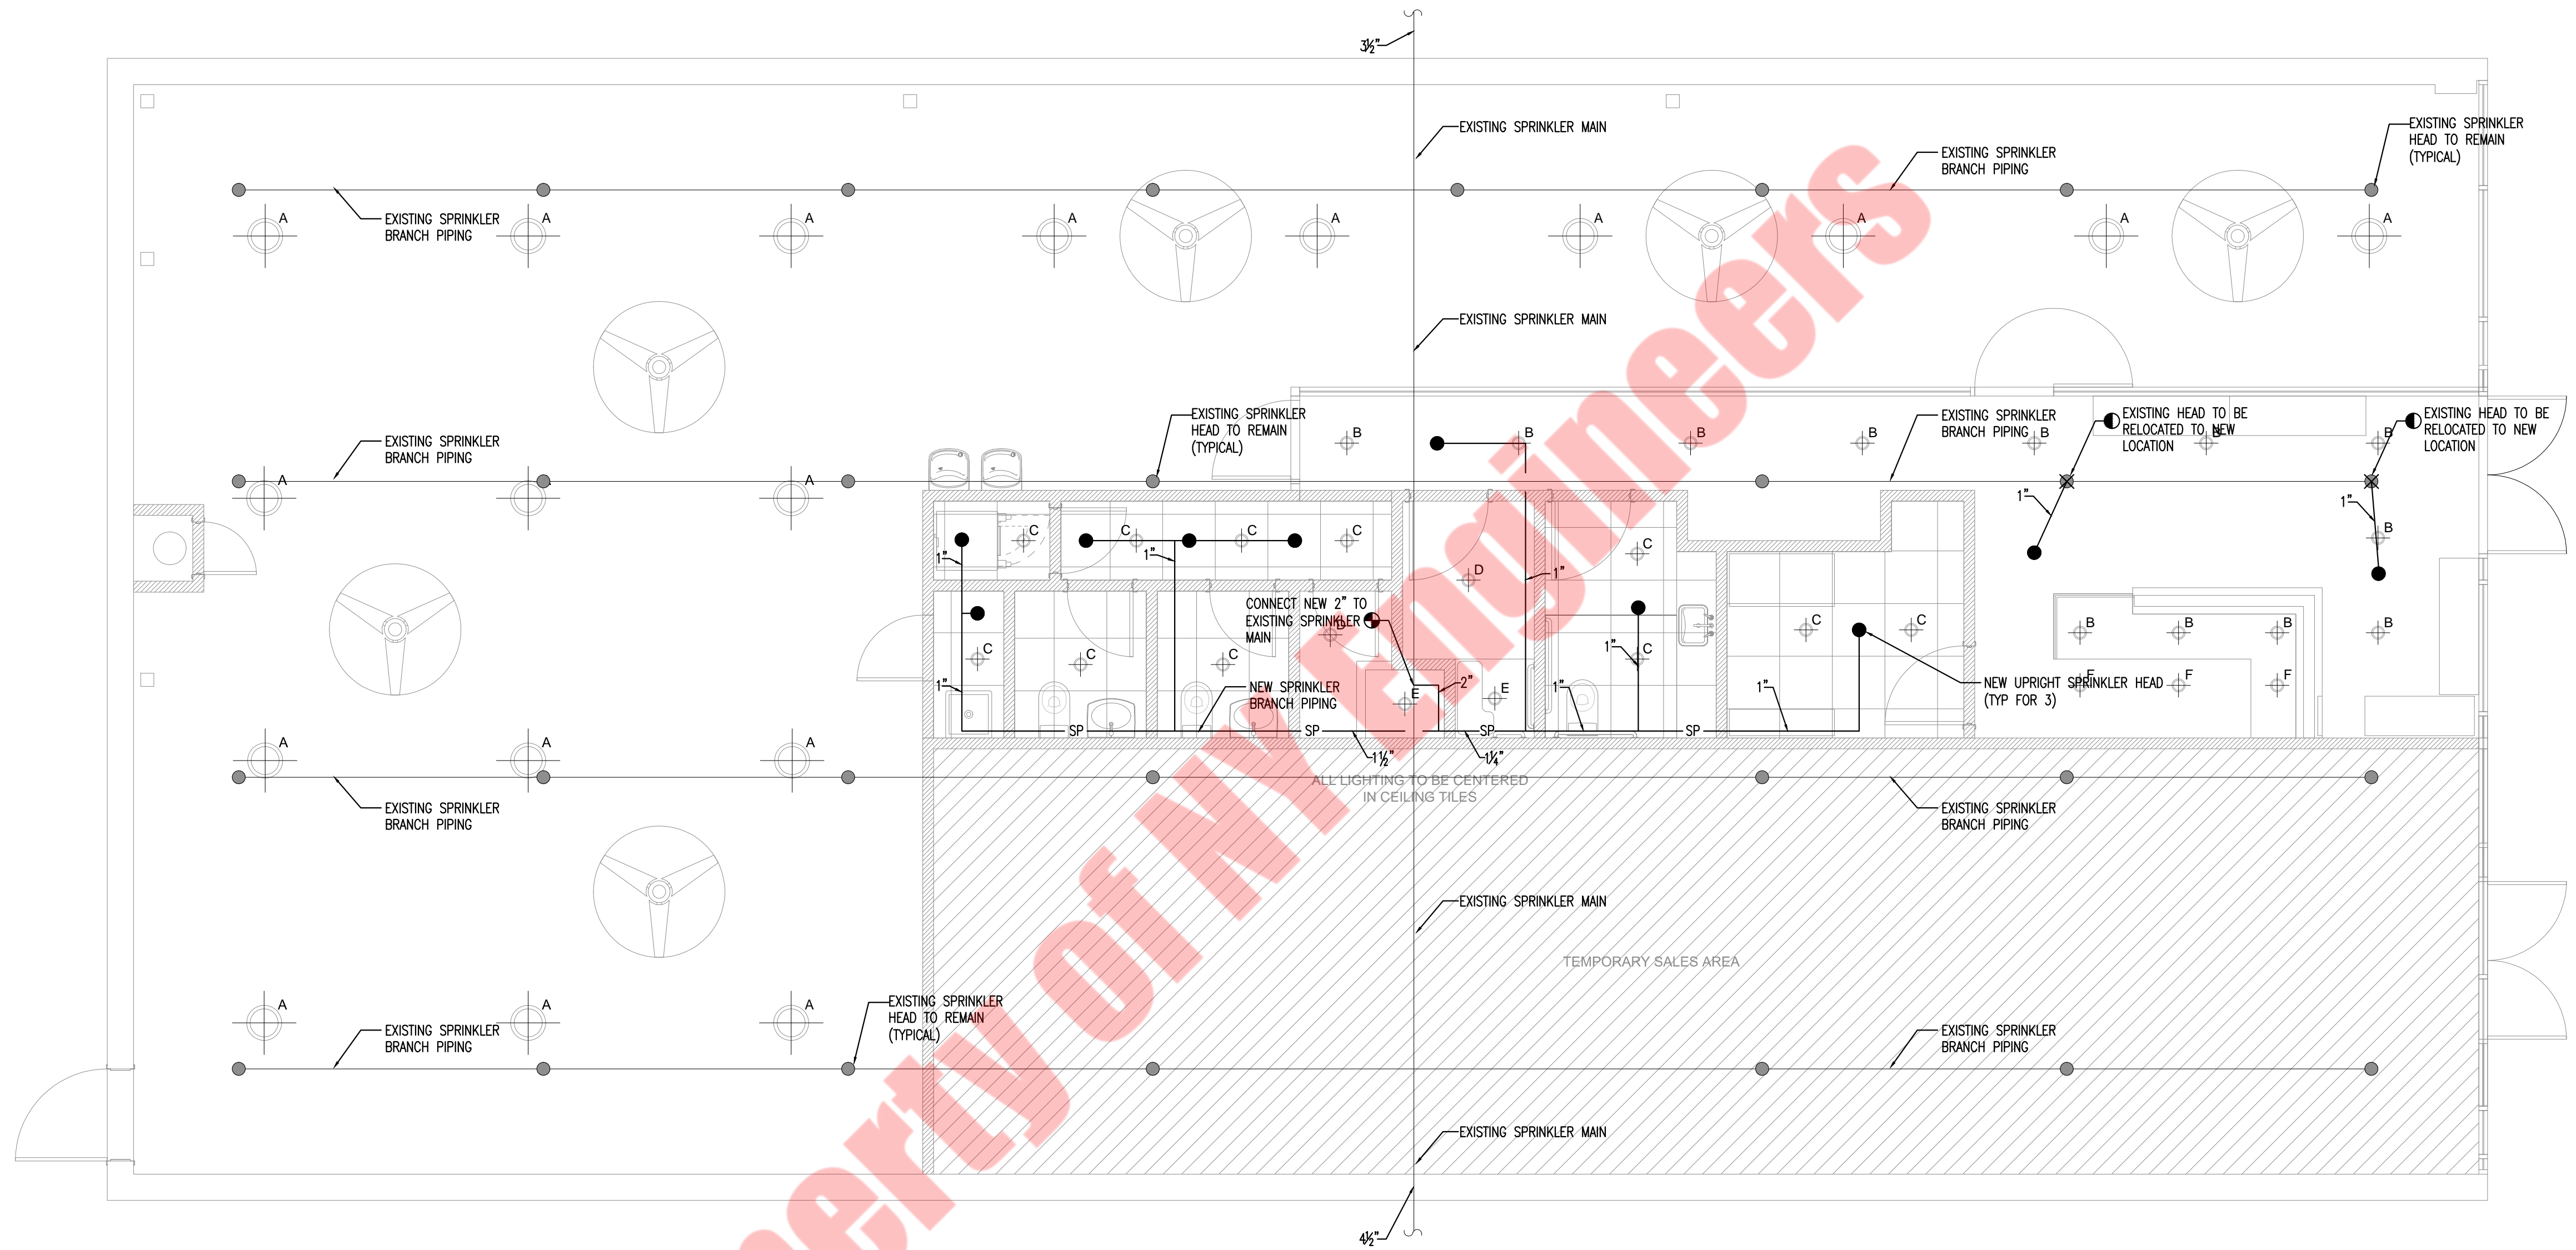 3½"
EXISTING SPRINKLER MAIN
EXISTING SPRINKLER
HEAD TO REMAIN
(TYPICAL)
EXISTING SPRINKLER
BRANCH PIPING
EXISTING SPRINKLER
BRANCH PIPING
A
A
A
A
A
A
A
A
A
EXISTING SPRINKLER MAIN
EXISTING SPRINKLER
HEAD TO REMAIN
(TYPICAL)
EXISTING SPRINKLER
BRANCH PIPING
EXISTING HEAD TO BE
RELOCATED TO NEW
LOCATION
EXISTING HEAD TO BE
RELOCATED TO NEW
LOCATION
EXISTING SPRINKLER
BRANCH PIPING
B
B
B
B
B
B
B
A
A
1"
1"
B
C
C
C
C
C
1"
1"
1"
D
CONNECT NEW 2" TO
EXISTING SPRINKLER
MAIN
D
C
C
C
C
1"
C
C
B
B
B
B
1"
NEW SPRINKLER
BRANCH PIPING
2"
1"
1"
NEW UPRIGHT SPRINKLER HEAD
(TYP FOR 3)
E
E
F
F
F
SP
SP
SP
SP
1½"
1¼"
A
A
A
ALL LIGHTING TO BE CENTERED
IN CEILING TILES
EXISTING SPRINKLER
BRANCH PIPING
EXISTING SPRINKLER
BRANCH PIPING
EXISTING SPRINKLER MAIN
TEMPORARY SALES AREA
A
A
A
EXISTING SPRINKLER
HEAD TO REMAIN
(TYPICAL)
EXISTING SPRINKLER
BRANCH PIPING
EXISTING SPRINKLER
BRANCH PIPING
EXISTING SPRINKLER MAIN
4½"
perty of NY Engineers